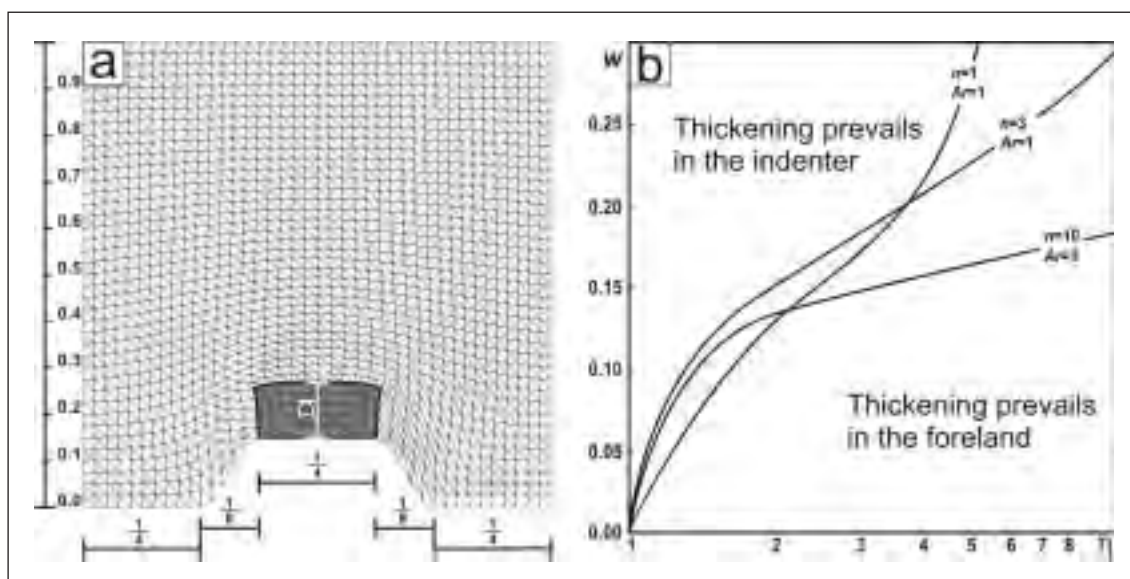 a
0.9
0.8
0.7
0.6
0.5
0.4
0.3
0.2
0.1
0.0
W
1
4
1
8
1
8
1
4
1
4
b
W
0.25
0.20
0.15
0.10
0.05
0.00
n=1
Ar=1
n=3
Ar=1
n=10
Thickening prevails
in the indenter
Thickening prevails
in the foreland
2 3 4 5 6 7 8